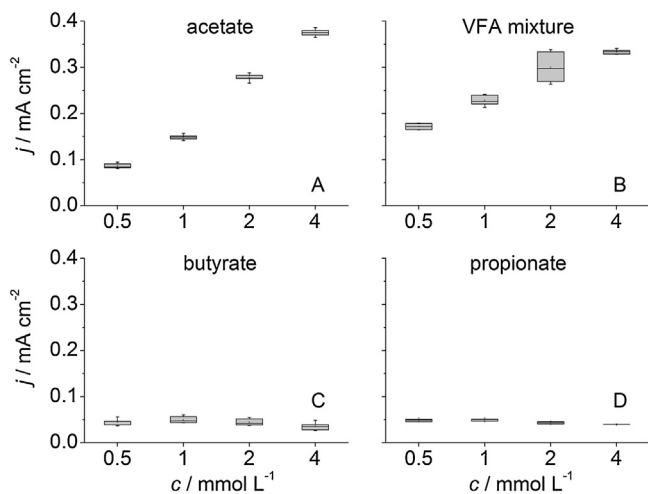 acetate
VFA mixture
j / mA cm-2
0.4
0.3
0.2
0.1
0.0
A
B
0.5 1 2 4
0.5 1 2 4
butyrate
propionate
j / mA cm-2
0.4
0.3
0.2
0.1
0.0
C
D
0.5 1 2 4
0.5 1 2 4
c / mmol L-1
c / mmol L-1